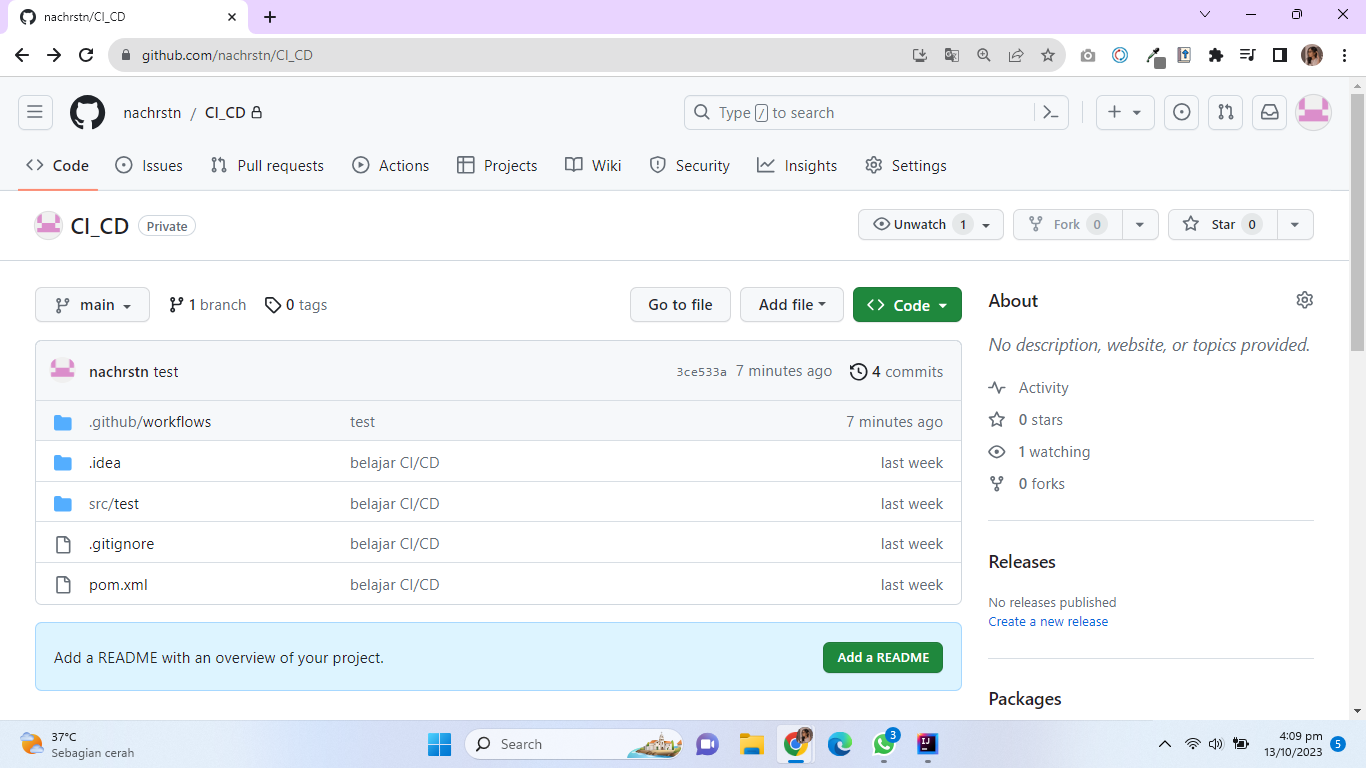 nachrstn/CI_CD
github.com/nachrstn/CI_CD
nachrstn / CI_CD
Type / to search
Code Issues Pull requests Actions Projects Wiki Security Insights Settings
CI_CD Private
Unwatch 1 Fork 0 Star 0
main 1 branch 0 tags Go to file Add file <> Code
nachrstn test 3ce533a 7 minutes ago 4 commits
.github/workflows test 7 minutes ago
.idea belajar CI/CD last week
src/test belajar CI/CD last week
.gitignore belajar CI/CD last week
pom.xml belajar CI/CD last week
Add a README with an overview of your project. Add a README
About
No description, website, or topics provided.
Activity
0 stars
1 watching
0 forks
Releases
No releases published
Create a new release
Packages
37°C
Sebagian cerah
Search
3
IJ
4:09 pm
13/10/2023
5